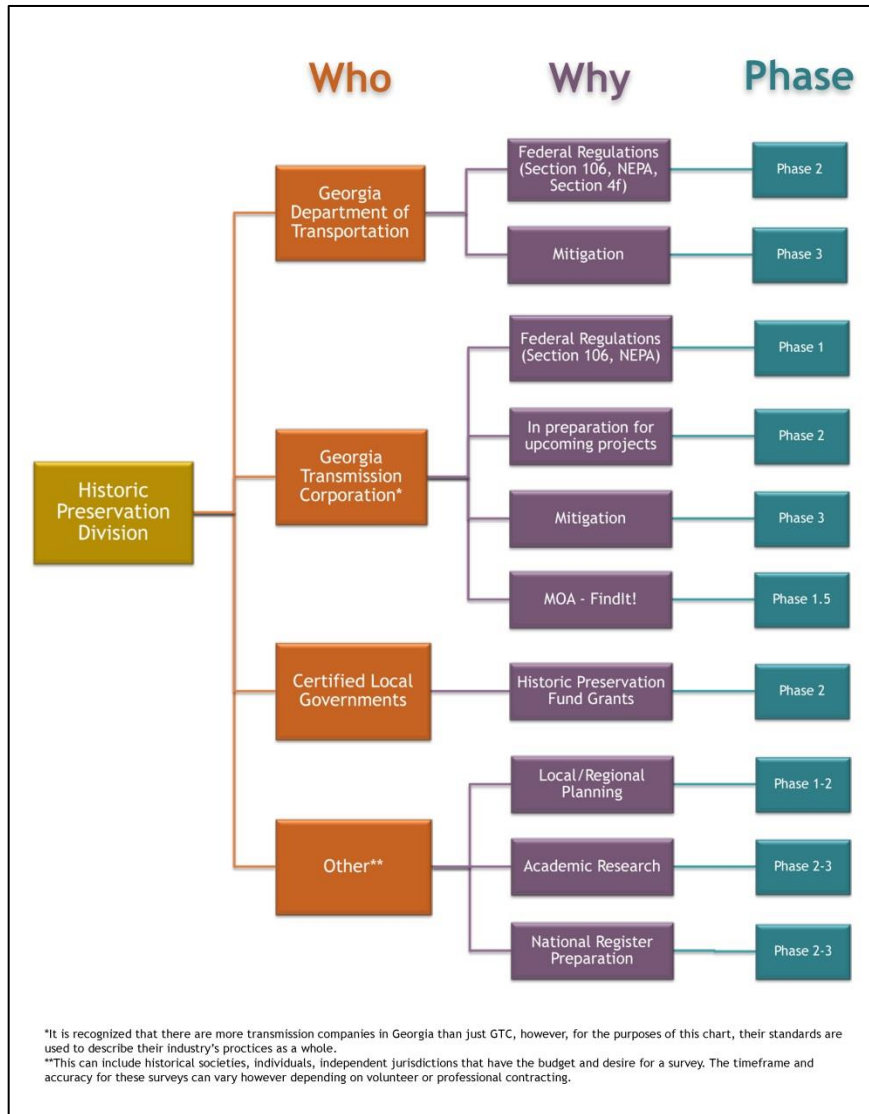 Who
Why
Phase
Historic
Preservation
Division
Georgia
Department of
Transportation
Federal Regulations
(Section 106, NEPA,
Section 4f)
Phase 2
Mitigation
Phase 3
Georgia
Transmission
Corporation*
Federal Regulations
(Section 106, NEPA)
Phase 1
In preparation for
upcoming projects
Phase 2
Mitigation
Phase 3
MOA - FindIt!
Phase 1.5
Certified Local
Governments
Historic Preservation
Fund Grants
Phase 2
Other**
Local/Regional
Planning
Phase 1-2
Academic Research
Phase 2-3
National Register
Preparation
Phase 2-3
*It is recognized that there are more transmission companies in Georgia than just GTC, however, for the purposes of this chart, their standards are
used to describe their industry's practices as a whole.
**This can include historical societies, individuals, independent jurisdictions that have the budget and desire for a survey. The timeframe and
accuracy for these surveys can vary however depending on volunteer or professional contracting.